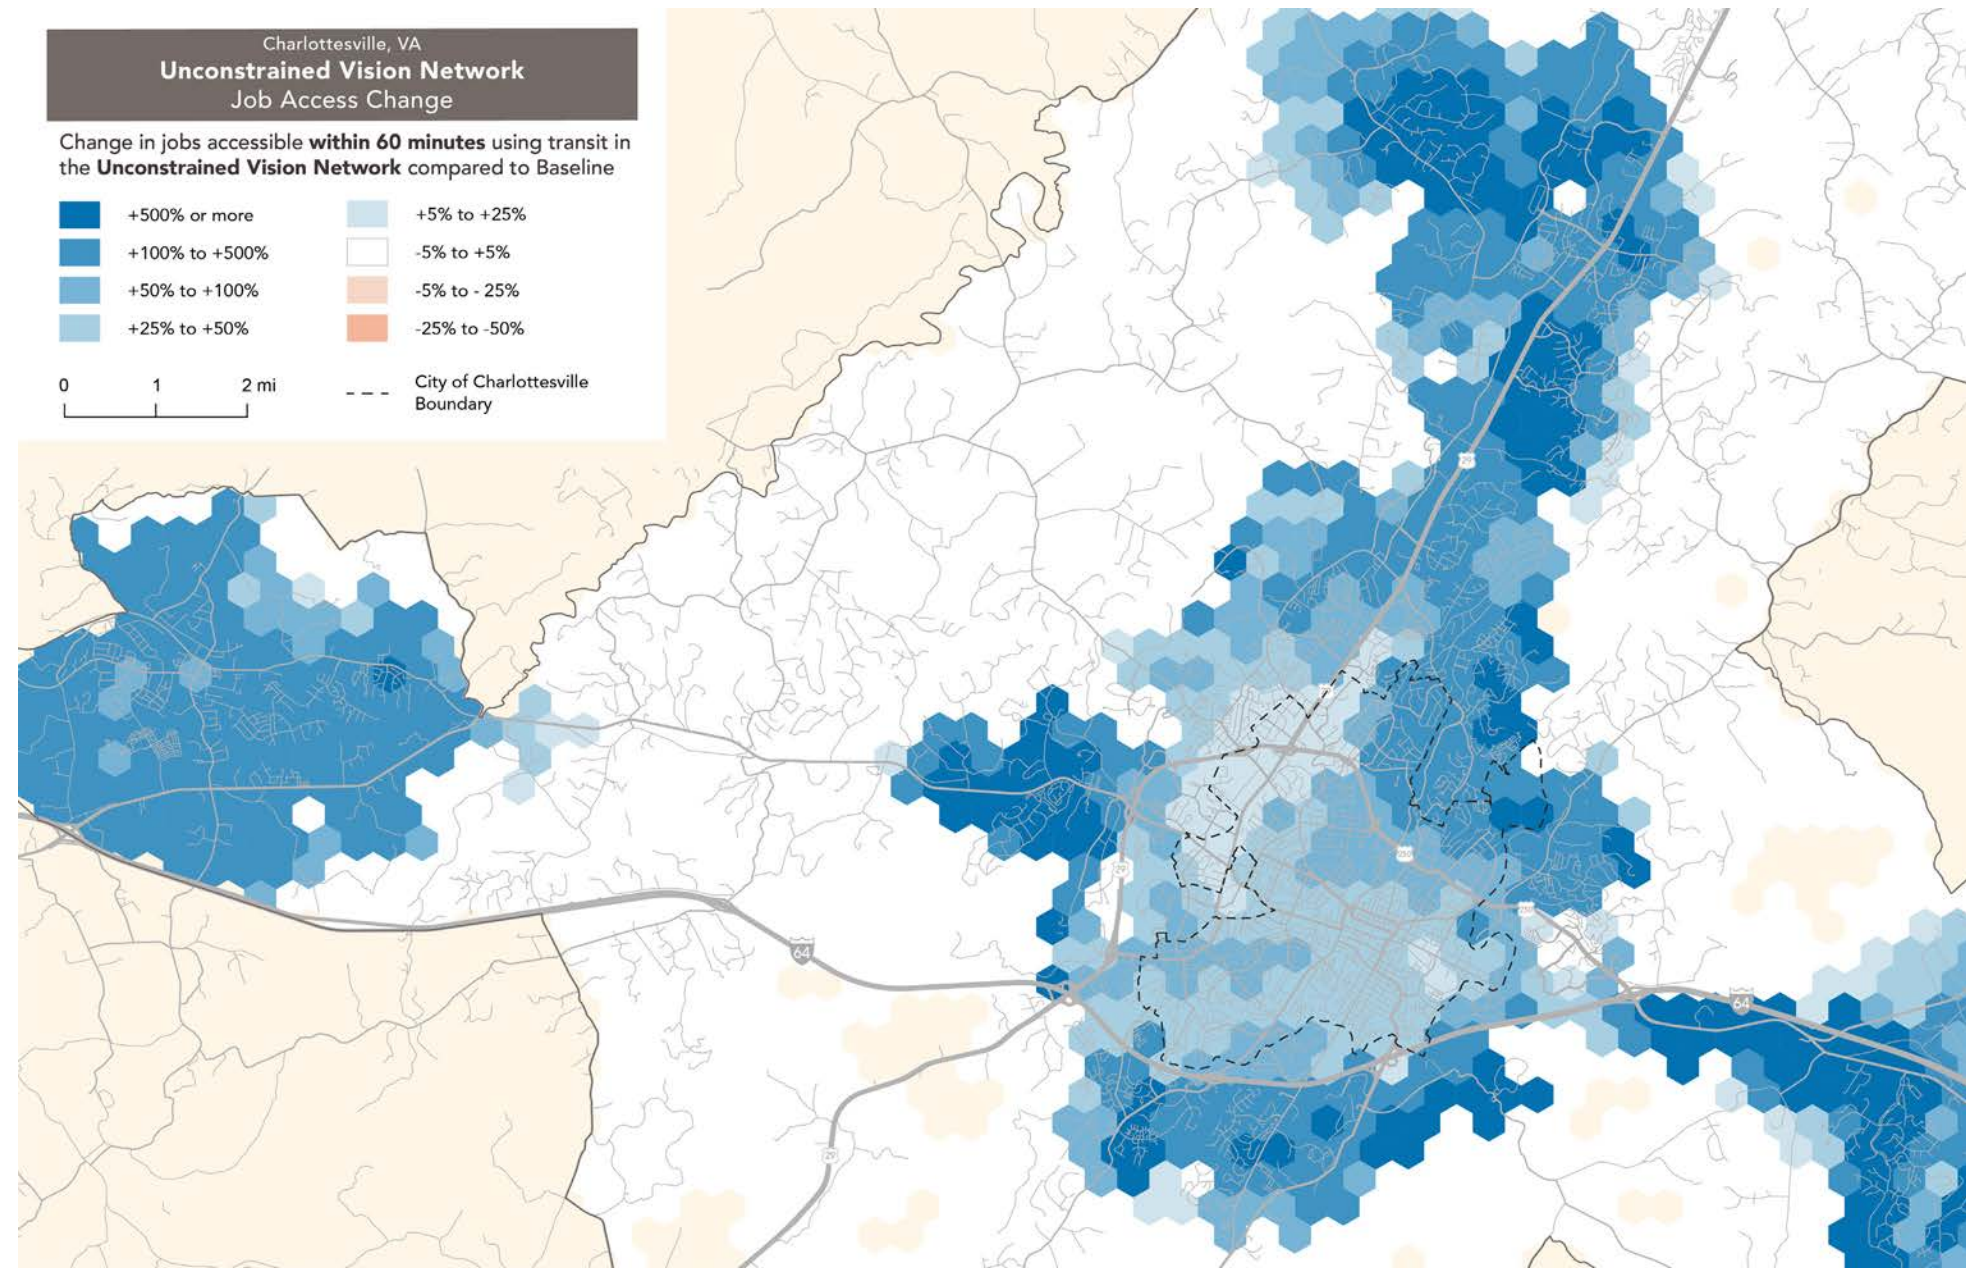 Charlottesville, VA
Unconstrained Vision Network
Job Access Change
Change in jobs accessible within 60 minutes using transit in
the Unconstrained Vision Network compared to Baseline
+500% or more
+100% to +500%
+50% to +100%
+25% to +50%
+5% to +25%
-5% to +5%
-5% to - 25%
-25% to -50%
0 1 2 mi
City of Charlottesville
Boundary
29
250
29
250
64
64
29